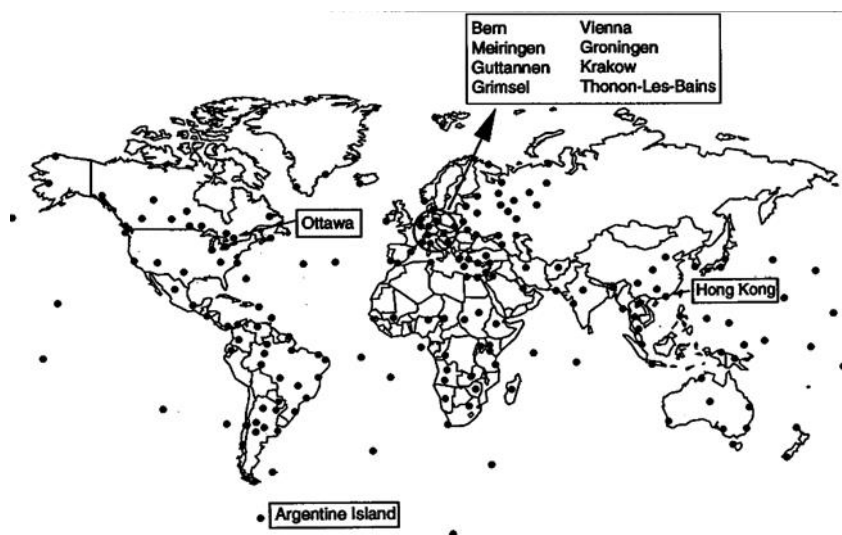 Bern Vienna
Meiringen Groningen
Guttannen Krakow
Grimsel Thonon-Les-Bains
Ottawa
Hong Kong
Argentine Island